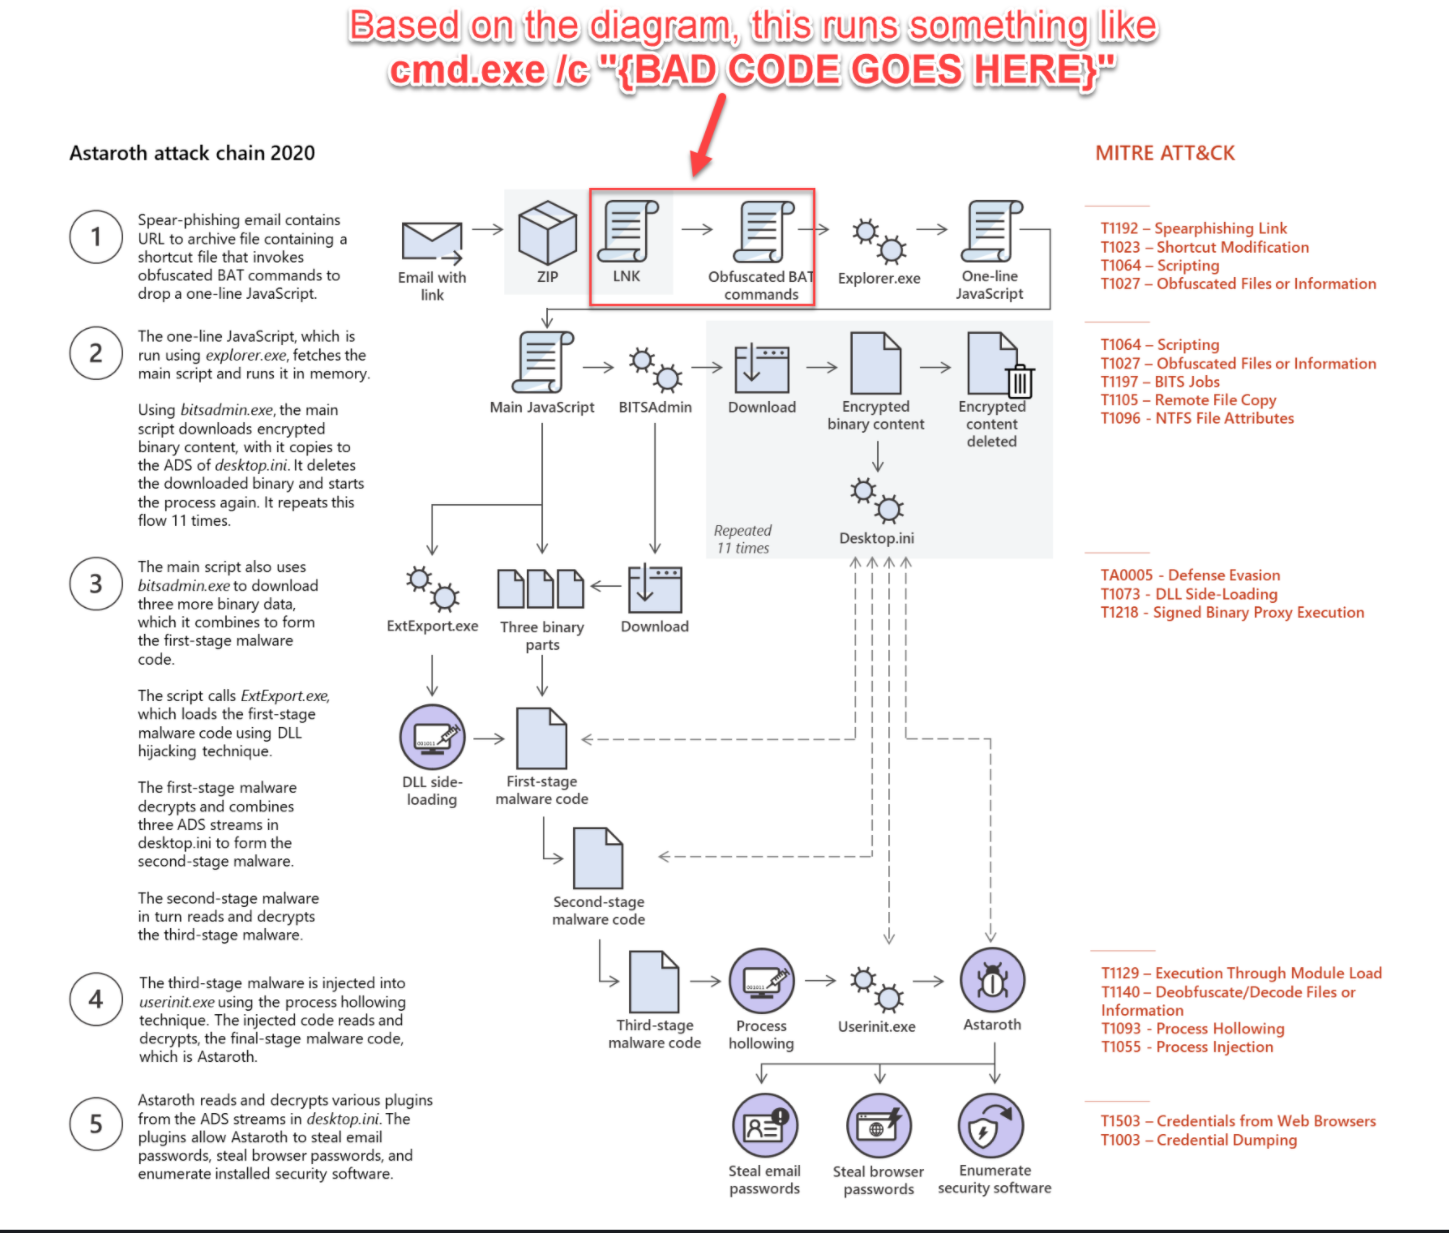 Based on the diagram, this runs something like
cmd.exe /c "{BAD CODE GOES HERE}"
Astaroth attack chain 2020
MITRE ATT&CK
1
Spear-phishing email contains
URL to archive file containing a
shortcut file that invokes
obfuscated BAT commands to
drop a one-line JavaScript.
Email with
link
ZIP
LNK
Obfuscated BAT
commands
Explorer.exe
One-line
JavaScript
T1192 – Spearphishing Link
T1023 – Shortcut Modification
T1064 – Scripting
T1027 – Obfuscated Files or Information
2
The one-line JavaScript, which is
run using explorer.exe, fetches the
main script and runs it in memory.
Using bitsadmin.exe, the main
script downloads encrypted
binary content, with it copies to
the ADS of desktop.ini. It deletes
the downloaded binary and starts
the process again. It repeats this
flow 11 times.
Main JavaScript
BITSAdmin
Download
Encrypted
binary content
Encrypted
content
deleted
Desktop.ini
Repeated
11 times
T1064 – Scripting
T1027 – Obfuscated Files or Information
T1197 – BITS Jobs
T1105 – Remote File Copy
T1096 - NTFS File Attributes
3
The main script also uses
bitsadmin.exe to download
three more binary data,
which it combines to form
the first-stage malware
code.
The script calls ExtExport.exe,
which loads the first-stage
malware code using DLL
hijacking technique.
The first-stage malware
decrypts and combines
three ADS streams in
desktop.ini to form the
second-stage malware.
The second-stage malware
in turn reads and decrypts
the third-stage malware.
ExtExport.exe
Three binary
parts
Download
DLL side-
loading
First-stage
malware code
Second-stage
malware code
TA0005 - Defense Evasion
T1073 - DLL Side-Loading
T1218 - Signed Binary Proxy Execution
4
The third-stage malware is injected into
userinit.exe using the process hollowing
technique. The injected code reads and
decrypts, the final-stage malware code,
which is Astaroth.
Third-stage
malware code
Process
hollowing
Userinit.exe
Astaroth
T1129 – Execution Through Module Load
T1140 – Deobfuscate/Decode Files or
Information
T1093 - Process Hollowing
T1055 - Process Injection
5
Astaroth reads and decrypts various plugins
from the ADS streams in desktop.ini. The
plugins allow Astaroth to steal email
passwords, steal browser passwords, and
enumerate installed security software.
Steal email
passwords
Steal browser
passwords
Enumerate
security software
T1503 – Credentials from Web Browsers
T1003 – Credential Dumping